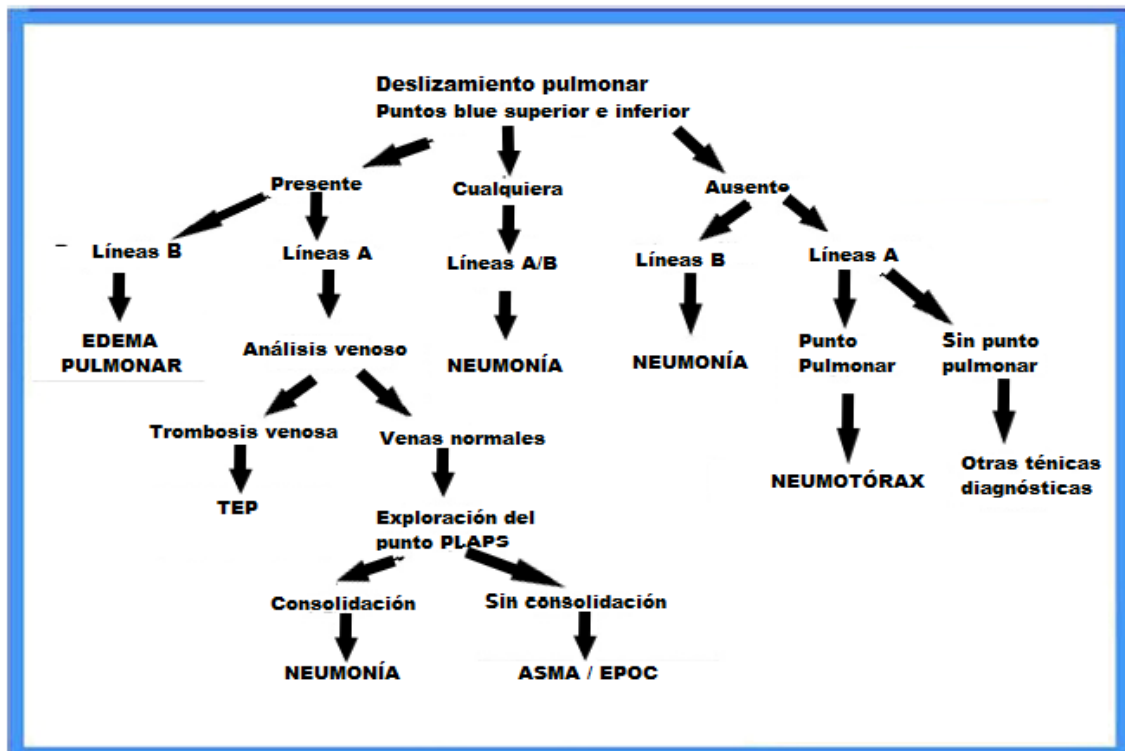 Deslizamiento pulmonar
Puntos blue superior e inferior
Presente
Cualquiera
Ausente
Líneas B
Líneas A
Líneas A/B
Líneas B
Líneas A
EDEMA
PULMONAR
Análisis venoso
NEUMONÍA
NEUMONÍA
Punto
Pulmonar
Sin punto
pulmonar
Trombosis venosa
Venas normales
NEUMOTÓRAX
Otras ténicas
diagnósticas
TEP
Exploración del
punto PLAPS
Consolidación
Sin consolidación
NEUMONÍA
ASMA / EPOC